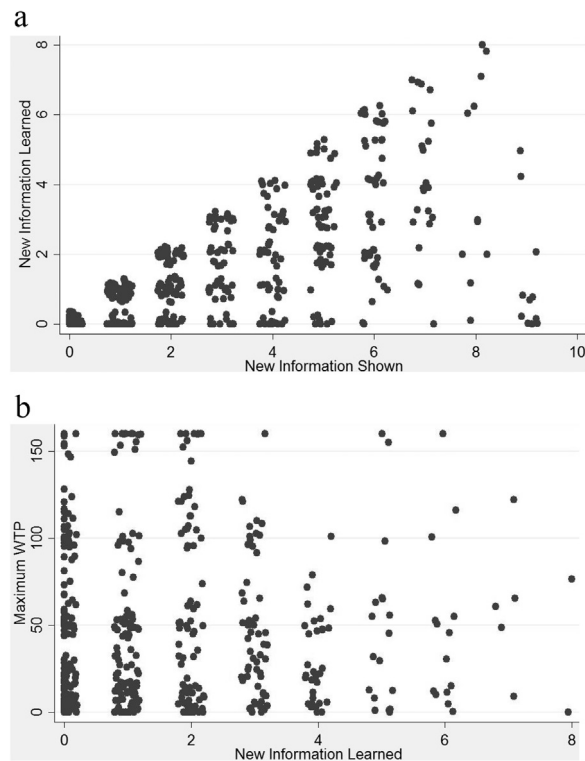 a
New Information Learned
8
6
4
2
0
0 2 4 6 8 10
New Information Shown
b
Maximum WTP
150
100
50
0
0 2 4 6 8
New Information Learned